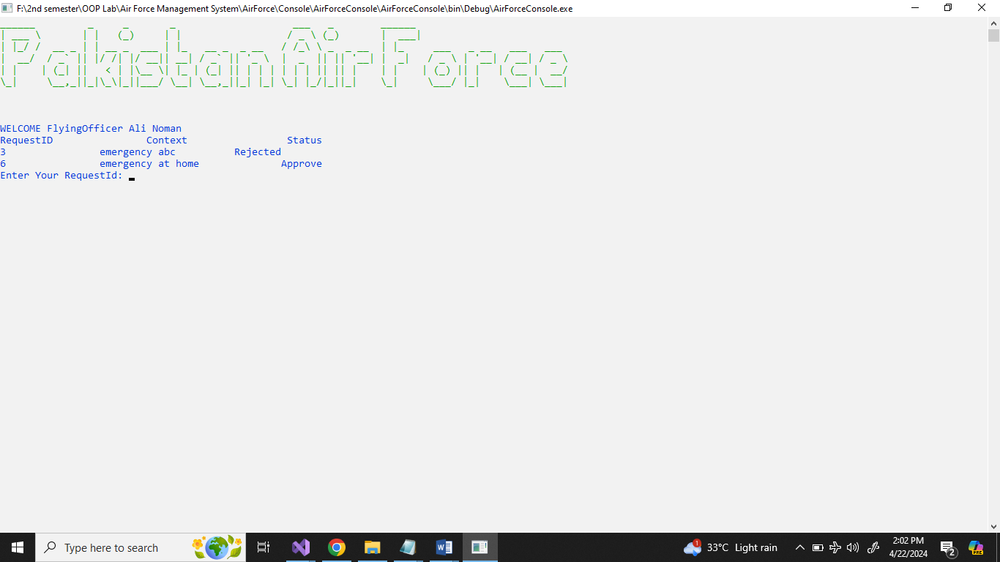 F:\2nd semester\OOP Lab\Air Force Management System\AirForce\Console\AirForceConsole\AirForceConsole\bin\Debug\AirForceConsole.exe
Pakistan Air Force
WELCOME FlyingOfficer Ali Noman
RequestID Context Status
3 emergency abc Rejected
6 emergency at home Approve
Enter Your RequestId:
Type here to search
1
33°C Light rain
2:02 PM
4/22/2024
2
PRE